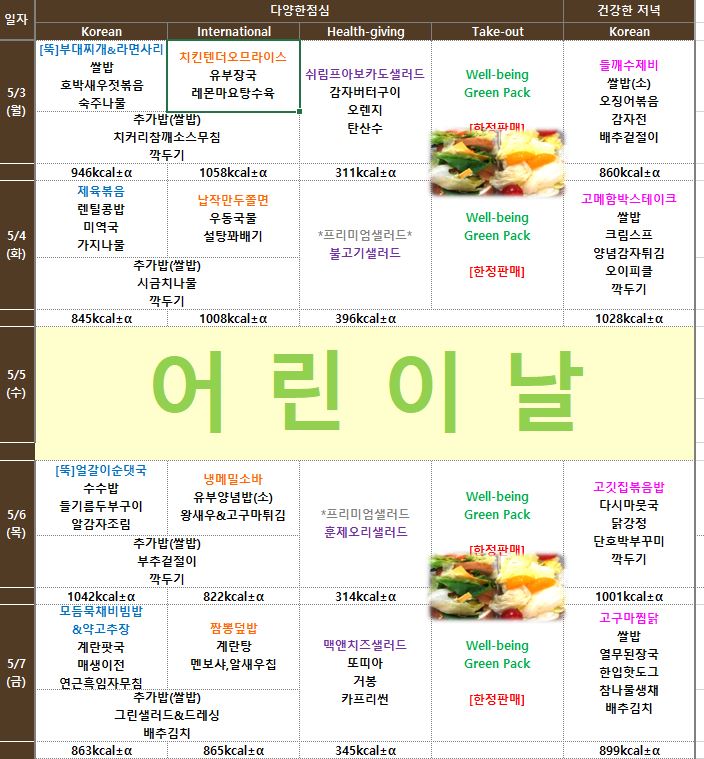 일자
다양한점심
건강한 저녁
Korean
International
Health-giving
Take-out
Korean
5/3
(월)
[뚝]부대찌개&라면사리
쌀밥
호박새우젓볶음
숙주나물
치킨텐더오므라이스
유부장국
레몬마요탕수육
추가밥(쌀밥)
치커리참깨소스무침
깍두기
쉬림프아보카도샐러드
감자버터구이
오렌지
탄산수
Well-being
Green Pack
[한정판매]
들깨수제비
쌀밥(소)
오징어볶음
감자전
배추겉절이
946kcal±α
1058kcal±α
311kcal±α
860kcal±α
5/4
(화)
제육볶음
렌틸콩밥
미역국
가지나물
납작만두쫄면
우동국물
설탕꽈배기
추가밥(쌀밥)
시금치나물
깍두기
*프리미엄샐러드*
불고기샐러드
Well-being
Green Pack
[한정판매]
고메함박스테이크
쌀밥
크림스프
양념감자튀김
오이피클
깍두기
845kcal±α
1008kcal±α
396kcal±α
1028kcal±α
5/5
(수)
어 린 이 날
5/6
(목)
[뚝]얼갈이순댓국
수수밥
들기름두부구이
알감자조림
냉메밀소바
유부양념밥(소)
왕새우&고구마튀김
추가밥(쌀밥)
부추겉절이
깍두기
*프리미엄샐러드
훈제오리샐러드
Well-being
Green Pack
[한정판매]
고깃집볶음밥
다시마뭇국
닭강정
단호박부꾸미
깍두기
1042kcal±α
822kcal±α
314kcal±α
1001kcal±α
5/7
(금)
모듬묵채비빔밥
&약고추장
계란팟국
매생이전
연근흑임자무침
짬뽕덮밥
계란탕
멘보샤,알새우칩
추가밥(쌀밥)
그린샐러드&드레싱
배추김치
맥앤치즈샐러드
또띠아
거봉
카프리썬
Well-being
Green Pack
[한정판매]
고구마찜닭
쌀밥
열무된장국
한입핫도그
참나물생채
배추김치
863kcal±α
865kcal±α
345kcal±α
899kcal±α